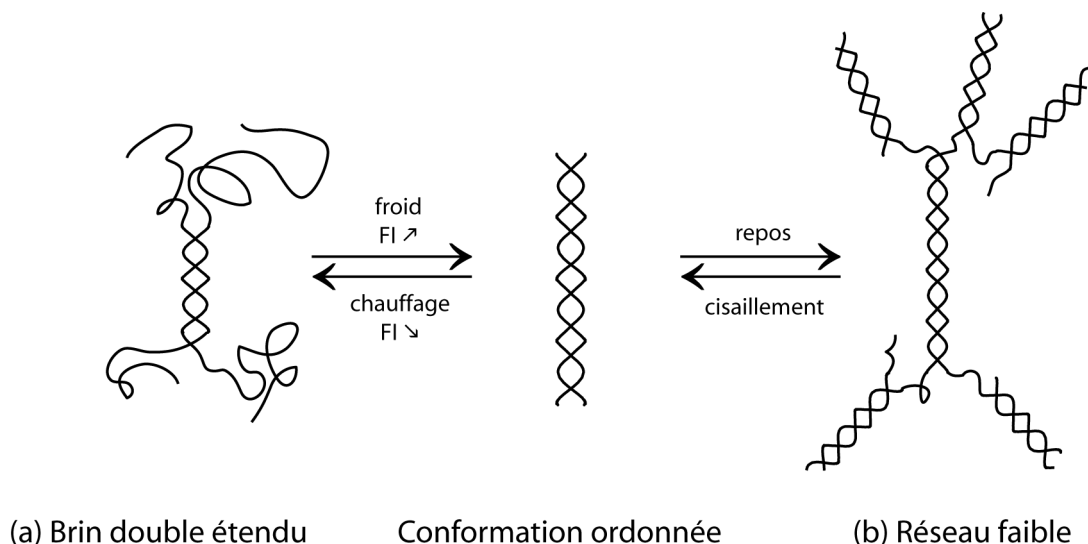 froid
FI ↗
chauffage
FI ↘
repos
cisaillement
(a) Brin double étendu
Conformation ordonnée
(b) Réseau faible